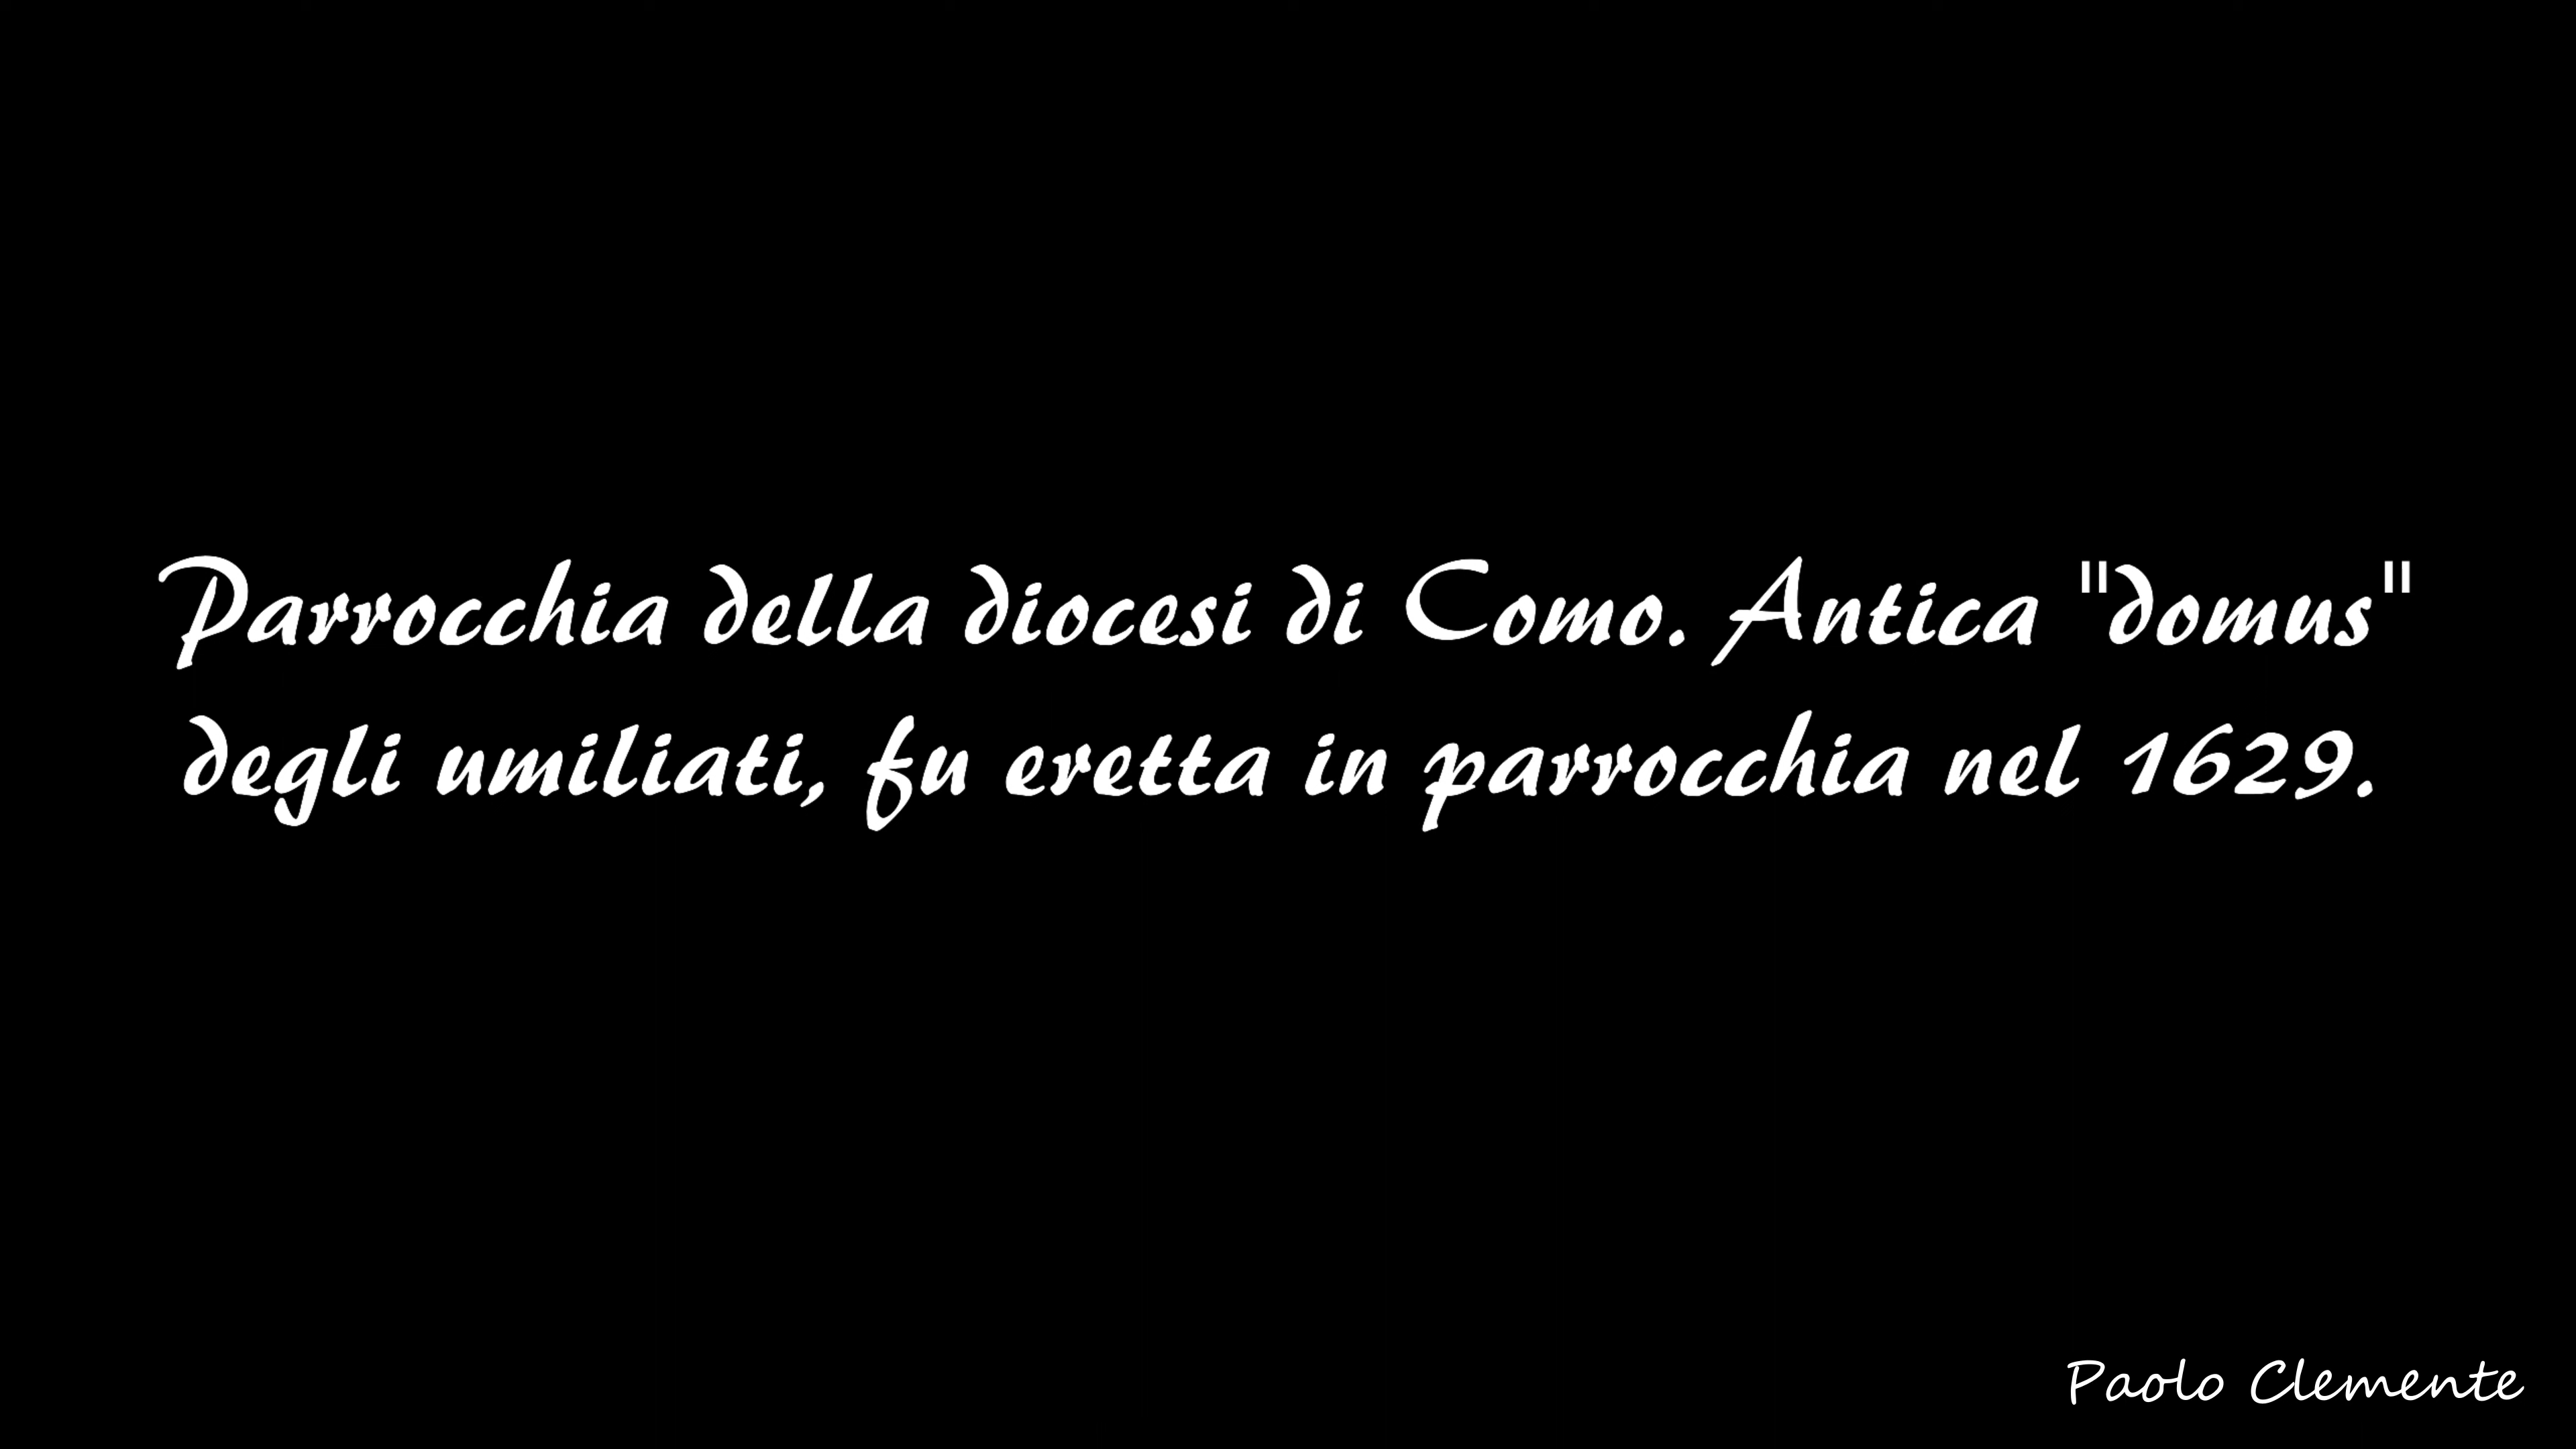 Parrocchia della diocesi di Como. Antica "domus"
degli umiliati, fu eretta in parrocchia nel 1629.
Paolo Clemente